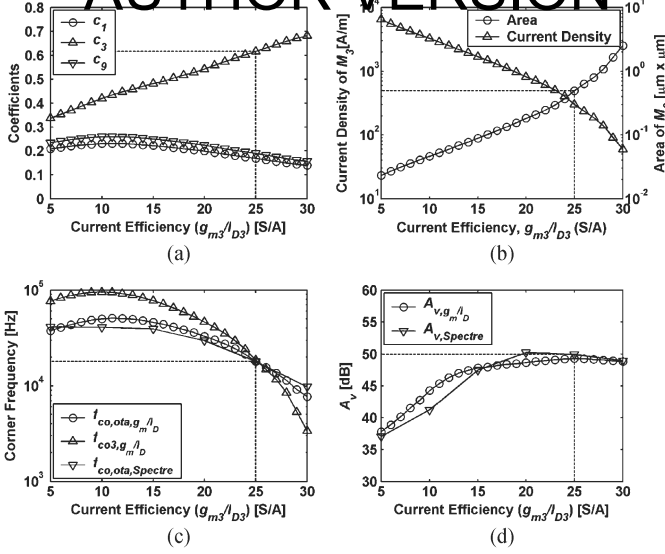 AUTHOR VERSION
0.8
0.7
0.6
0.5
0.4
0.3
0.2
0.1
0
Coefficients
c1
c3
c9
5 10 15 20 25 30
Current Efficiency (gm3/ID3) [S/A]
(a)
Current Density of M3[A/m]
10^3
10^2
10^1
Area
Current Density
10^1
10^0
10^-1
10^-2
5 10 15 20 25 30
Current Efficiency, gm3/ID3 (S/A)
(b)
Corner Frequency [Hz]
10^5
10^4
10^3
fco,ota,gm/ID
fco3,gm/ID
fco,ota,Spectre
5 10 15 20 25 30
Current Efficiency (gm3/ID3) [S/A]
(c)
Av [dB]
60
55
50
45
40
35
30
Av,gm/ID
Av,Spectre
5 10 15 20 25 30
Current Efficiency (gm3/ID3) [S/A]
(d)